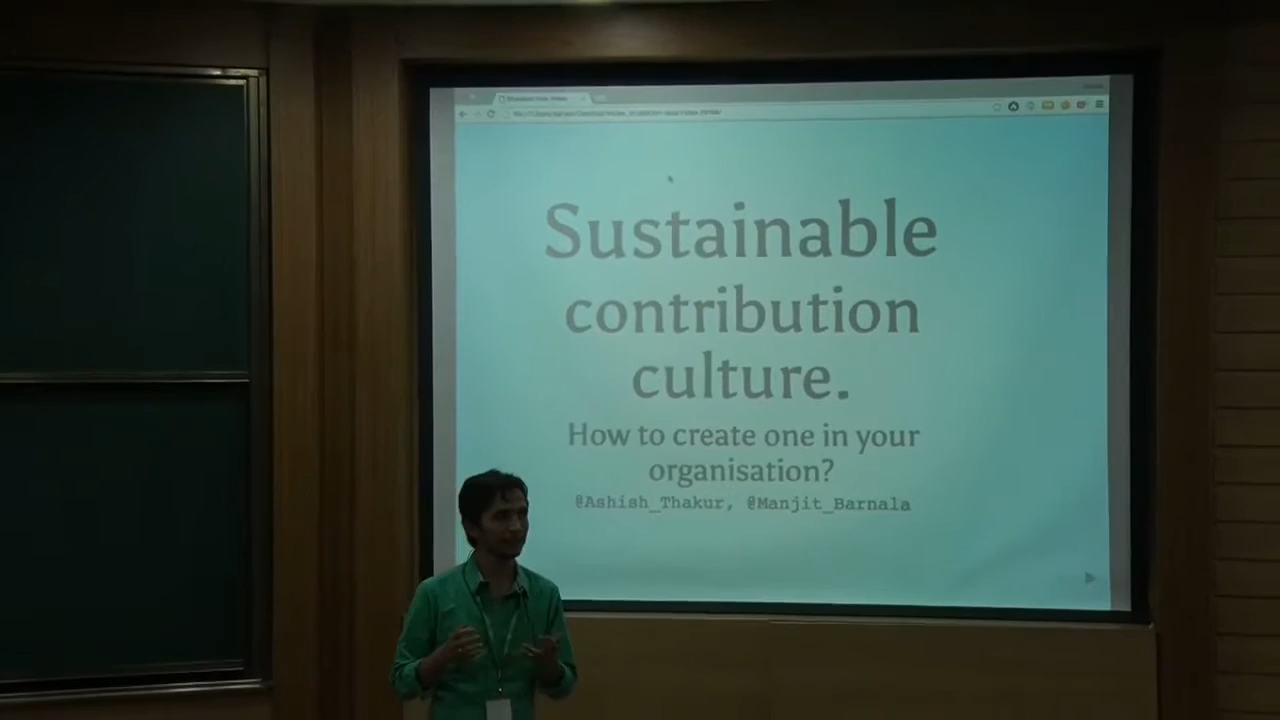 Sustainable
contribution
culture.
How to create one in your
organisation?
@Ashish_Thakur, @Manjit_Barnala